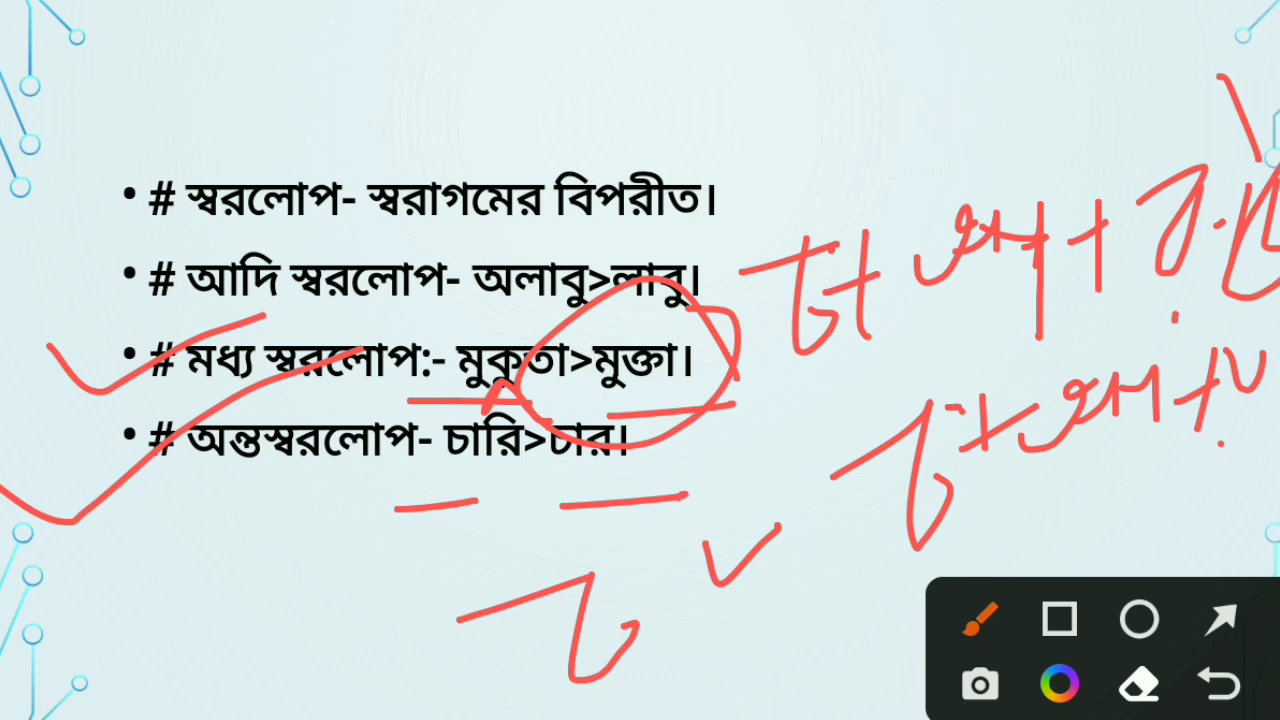 • # স্বরলোপ- স্বরাগমের বিপরীত।
• # আদি স্বরলোপ- অলাবু>লাবু।
• # মধ্য স্বরলোপ:- মুকুতা>মুক্তা।
• # অন্তস্বরলোপ- চারি>চার।